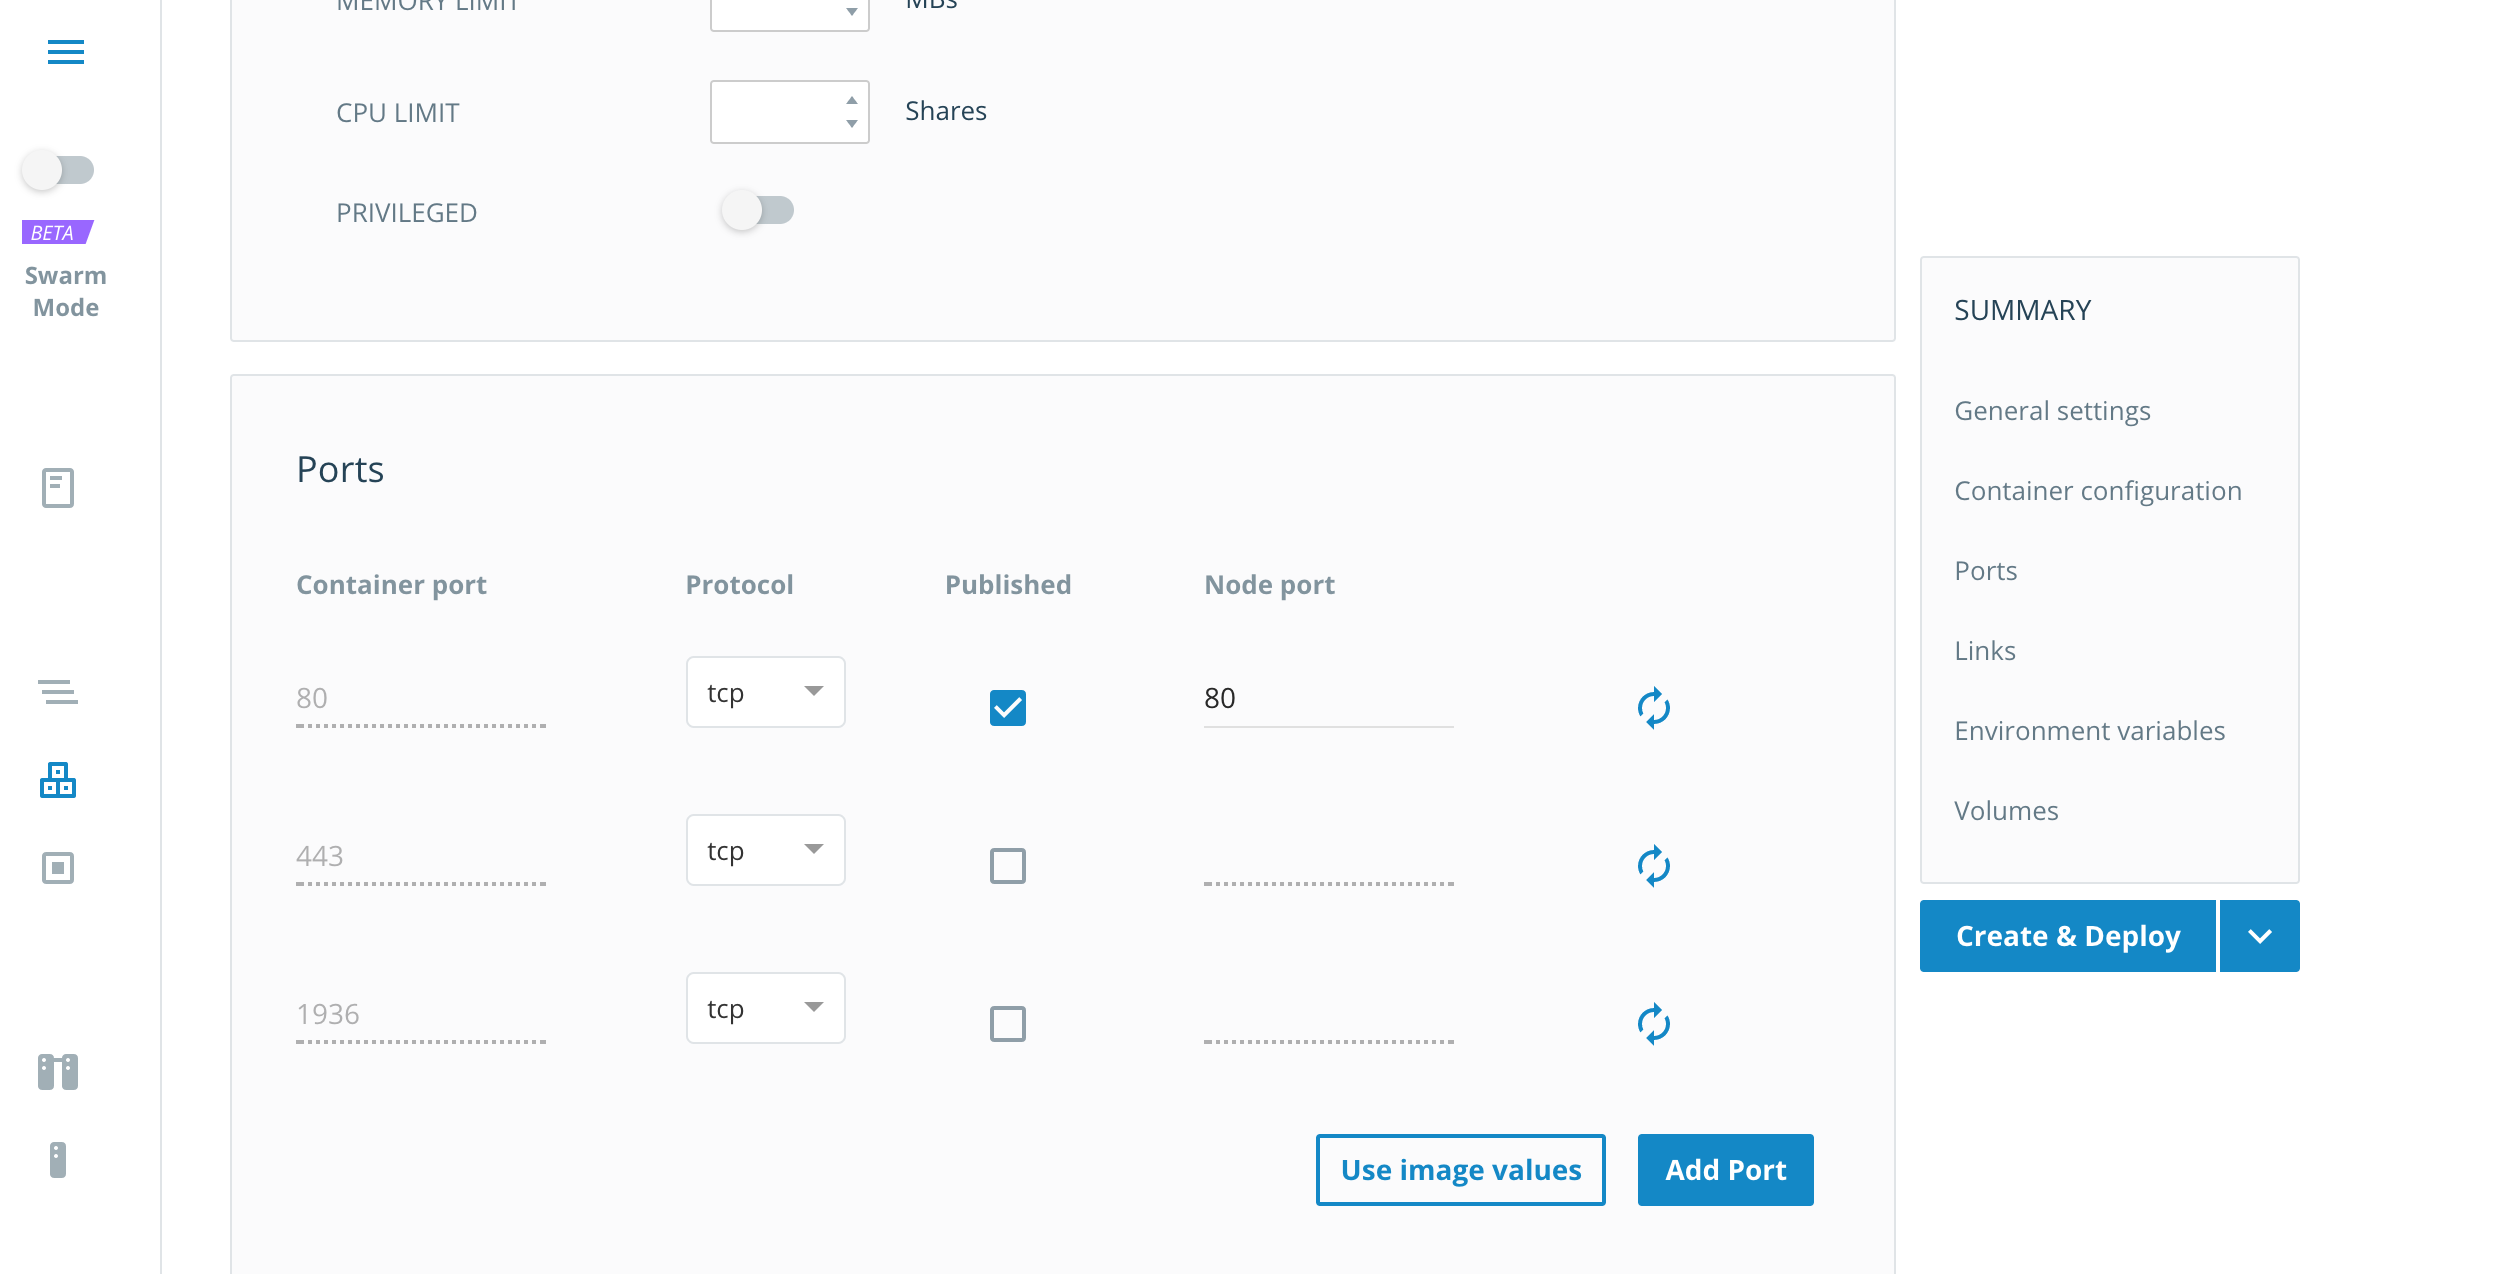 MEMORY LIMIT
MBs
CPU LIMIT
Shares
PRIVILEGED
BETA
Swarm
Mode
Ports
Container port
Protocol
Published
Node port
80
tcp
80
443
tcp
1936
tcp
Use image values
Add Port
SUMMARY
General settings
Container configuration
Ports
Links
Environment variables
Volumes
Create & Deploy